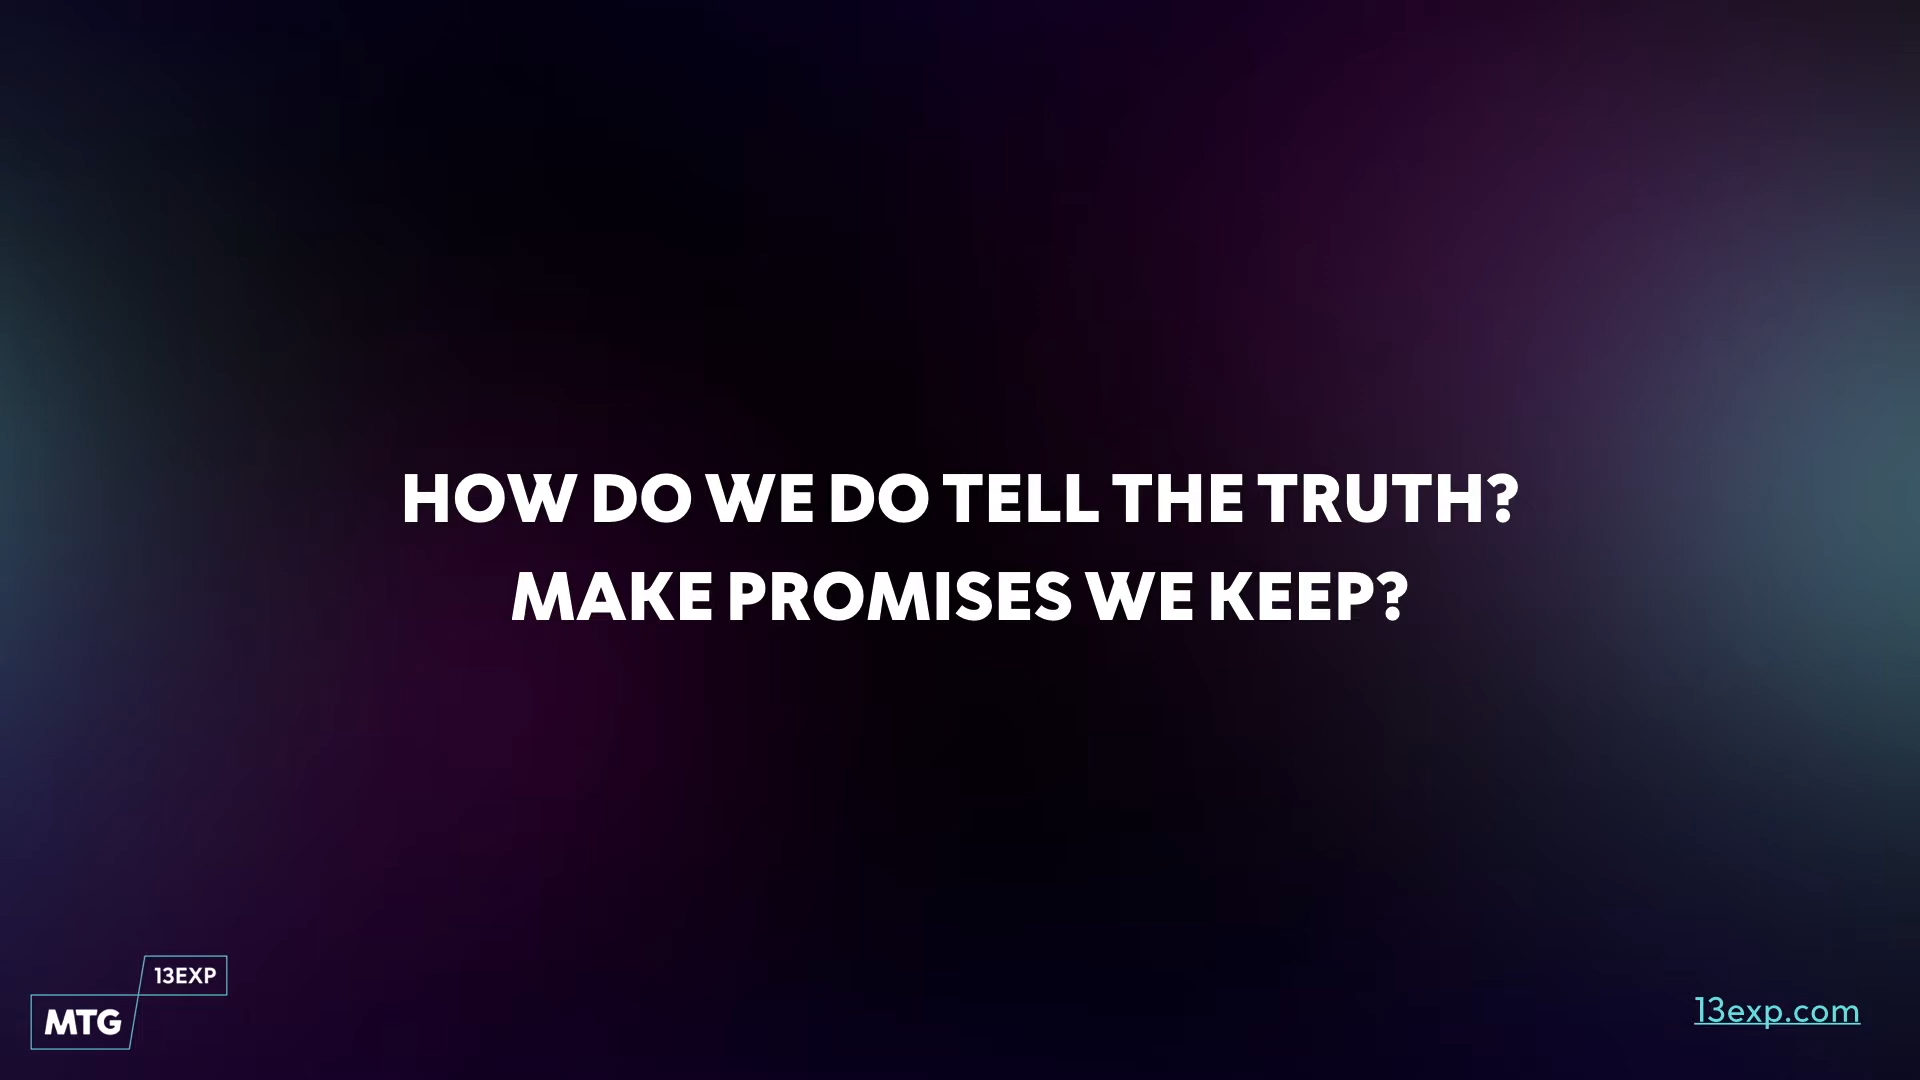 HOW DO WE DO TELL THE TRUTH?
MAKE PROMISES WE KEEP?
13EXP
MTG
13exp.com